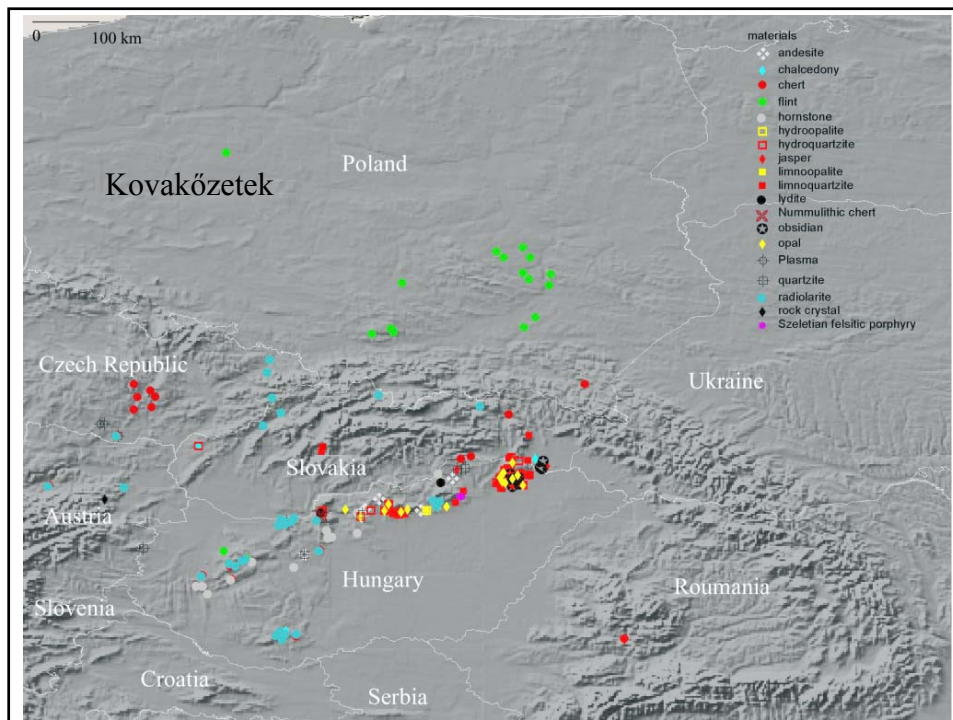 0 100 km
materials
andesite
chalcedony
chert
flint
hornstone
hydroopalite
hydroquartzite
jasper
limnoopalite
limnoquartzite
lydite
Nummulithic chert
obsidian
opal
Plasma
quartzite
radiolarite
rock crystal
Szeletian felsitic porphyry
Poland
Kovakőzetek
Czech Republic
Ukraine
Slovakia
Austria
Hungary
Roumania
Slovenia
Croatia
Serbia